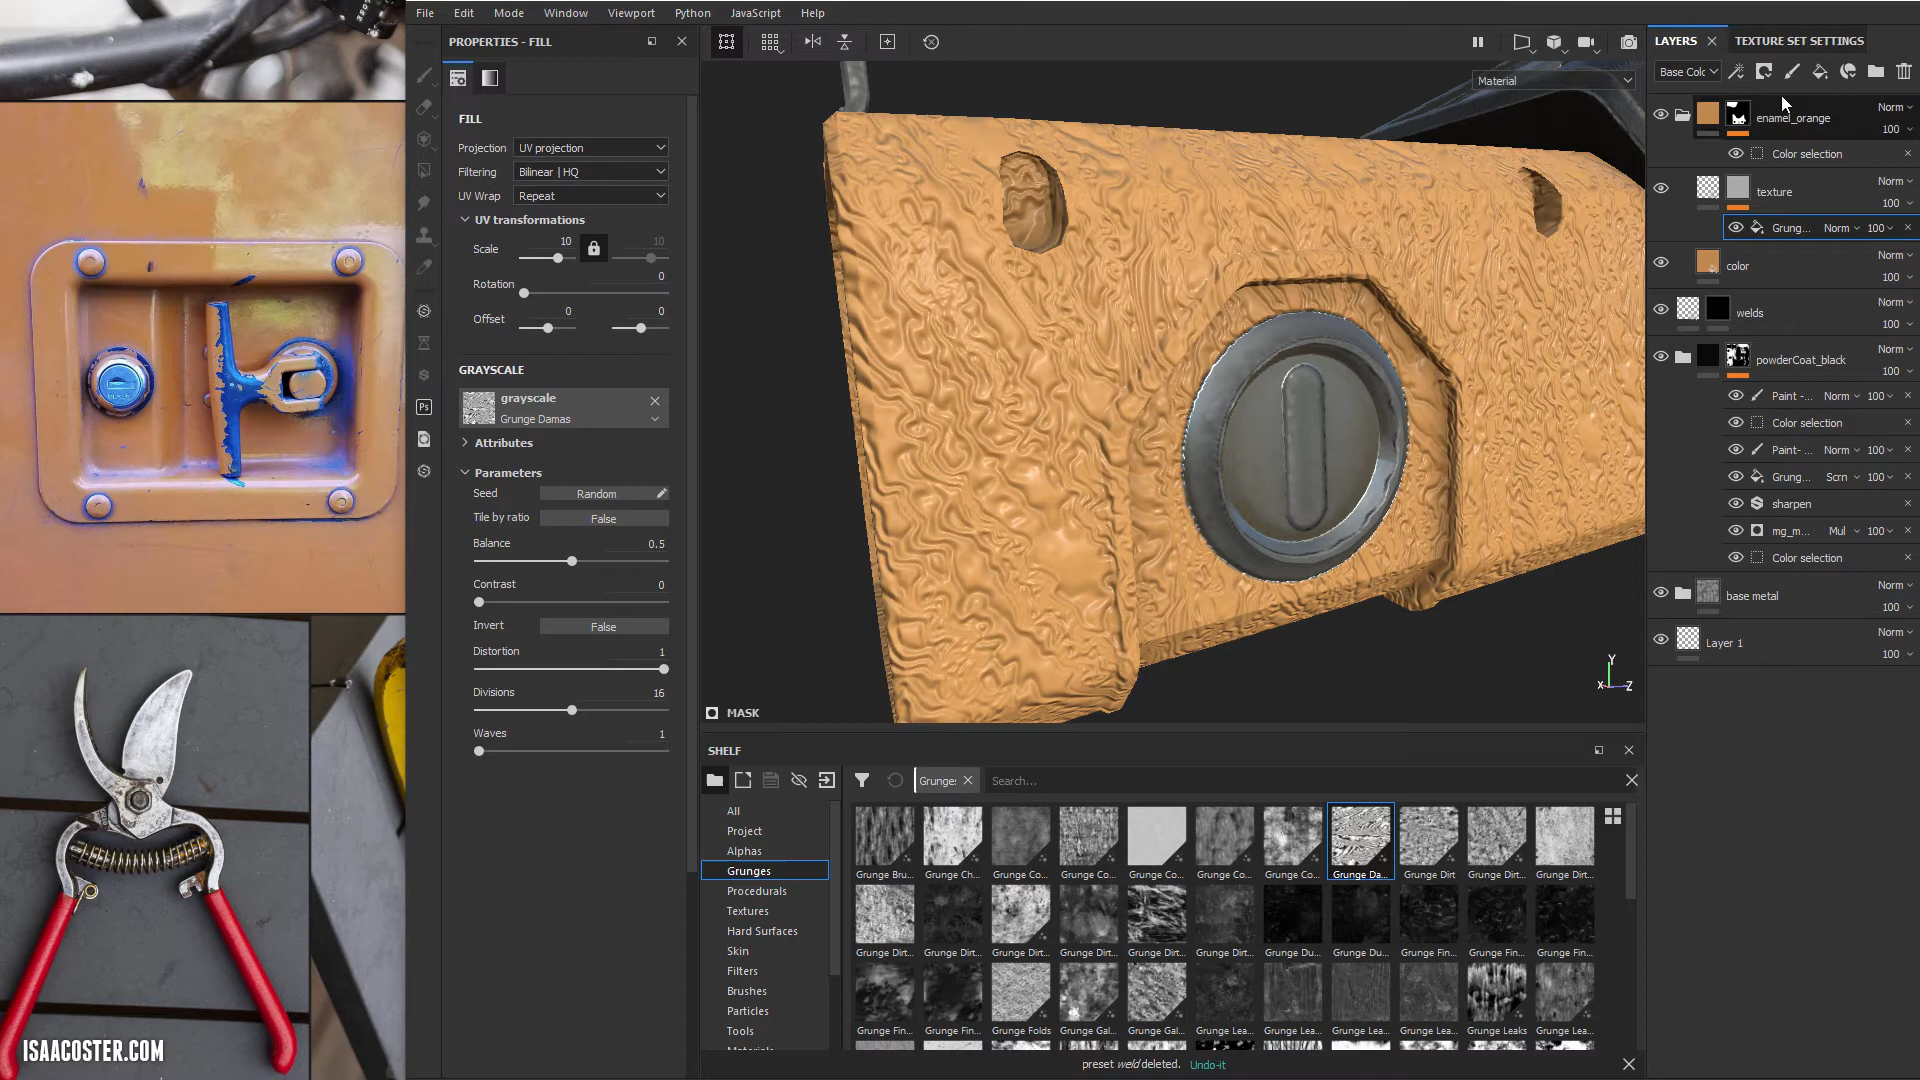 File Edit Mode Window Viewport Python JavaScript Help
PROPERTIES - FILL
FILL
Projection UV projection
Filtering Bilinear | HQ
UV Wrap Repeat
UV transformations
Scale 10 10
Rotation 0
Offset 0 0
GRAYSCALE
grayscale
Grunge Damas
Attributes
Parameters
Seed Random
Tile by ratio False
Balance 0.5
Contrast 0
Invert False
Distortion 1
Divisions 16
Waves 1
Ps
Material
Y
X Z
MASK
LAYERS TEXTURE SET SETTINGS
Base Colo
enamel_orange Norm 100
Color selection
texture Norm 100
Grung... Norm 100
color Norm 100
welds Norm 100
powderCoat_black Norm 100
Paint -... Norm 100
Color selection
Paint- ... Norm 100
Grung... Scrn 100
sharpen
mg_m... Mul 100
Color selection
base metal Norm 100
Layer 1 Norm 100
SHELF
Grunges Search...
All
Project
Alphas
Grunges
Procedurals
Textures
Hard Surfaces
Skin
Filters
Brushes
Particles
Tools
Grunge Bru... Grunge Ch... Grunge Co... Grunge Co... Grunge Co... Grunge Co... Grunge Co... Grunge Da... Grunge Dirt Grunge Dirt... Grunge Dirt...
Grunge Dirt... Grunge Dirt... Grunge Dirt... Grunge Dirt... Grunge Dirt... Grunge Dirt... Grunge Du... Grunge Du... Grunge Fin... Grunge Fin... Grunge Fin...
Grunge Fin... Grunge Fin... Grunge Folds Grunge Gal... Grunge Gal... Grunge Lea... Grunge Lea... Grunge Lea... Grunge Lea... Grunge Leaks Grunge Lea...
preset weld deleted. Undo-it
ISAACOSTER.COM